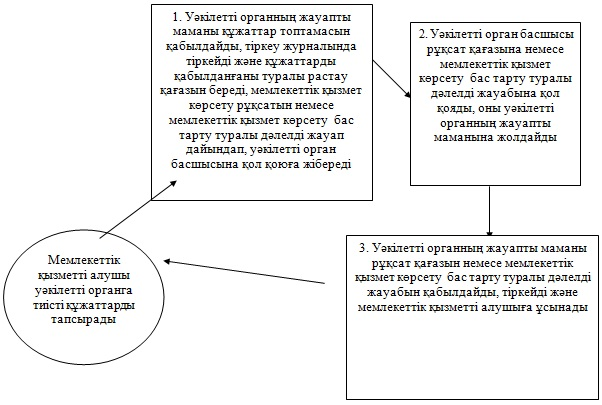 1. Уәкілетті органның жауапты
маманы құжаттар топтамасын
қабылдайды, тіркеу журналында
тіркейді және құжаттарды
қабылданғаны туралы растау
қағазын береді, мемлекеттік қызмет
көрсету рұқсатын немесе
мемлекеттік қызмет көрсету бас
тарту туралы дәлелді жауап
дайындап, уәкілетті орган
басшысына қол қоюға жібереді
2. Уәкілетті орган басшысы
рұқсат қағазына немесе
мемлекеттік қызмет
көрсету бас тарту туралы
дәлелді жауабына қол
қояды, оны уәкілетті
органның жауапты
маманына жолдайды
3. Уәкілетті органның жауапты маманы
рұқсат қағазын немесе мемлекеттік
қызмет көрсету бас тарту туралы дәлелді
жауабын қабылдайды, тіркейді және
мемлекеттік қызметті алушыға ұсынады
Мемлекеттік
қызметті алушы
уәкілетті органға
тиісті құжаттарды
тапсырады